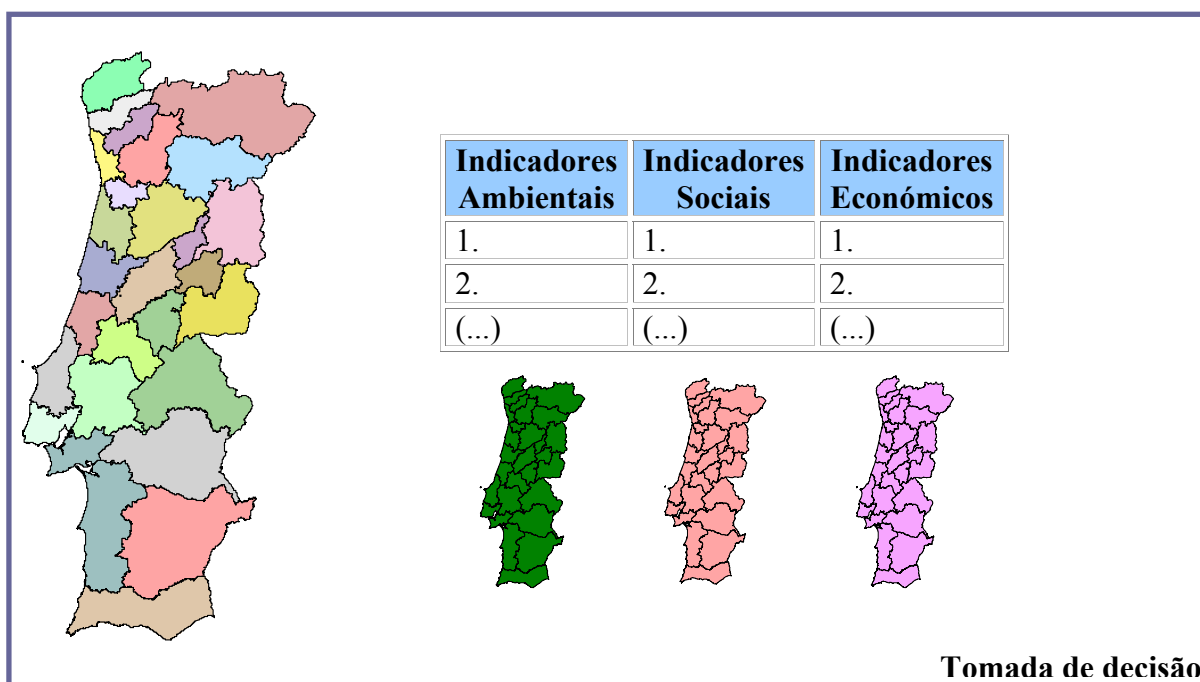 Indicadores Ambientais
Indicadores Sociais
Indicadores Económicos
1. 1. 1.
2. 2. 2.
(...) (...) (...)
Tomada de decisão